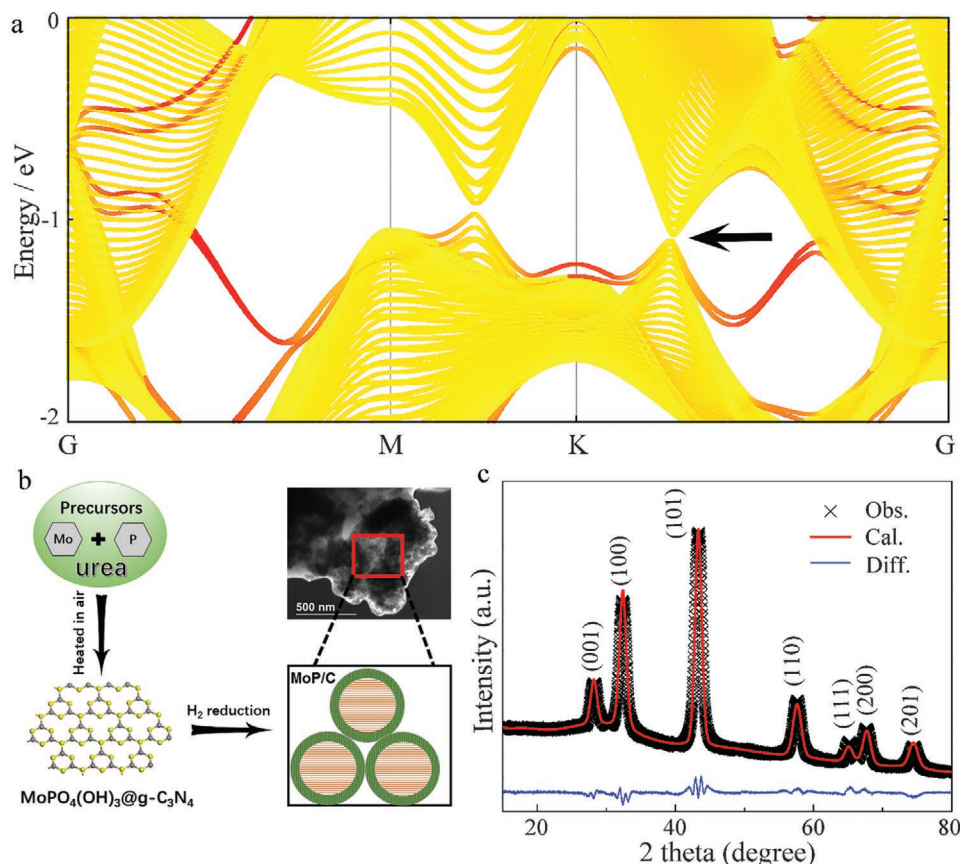 a
0
-1
-2
Energy / eV
G
M
K
G
b
Precursors
Mo + P
urea
Heated in air
MoPO₄(OH)₃@g-C₃N₄
H₂ reduction
500 nm
MoP/C
c
Intensity (a.u.)
(001)
(100)
(101)
(110)
(111)
(200)
(201)
Obs.
Cal.
Diff.
20
40
60
80
2 theta (degree)